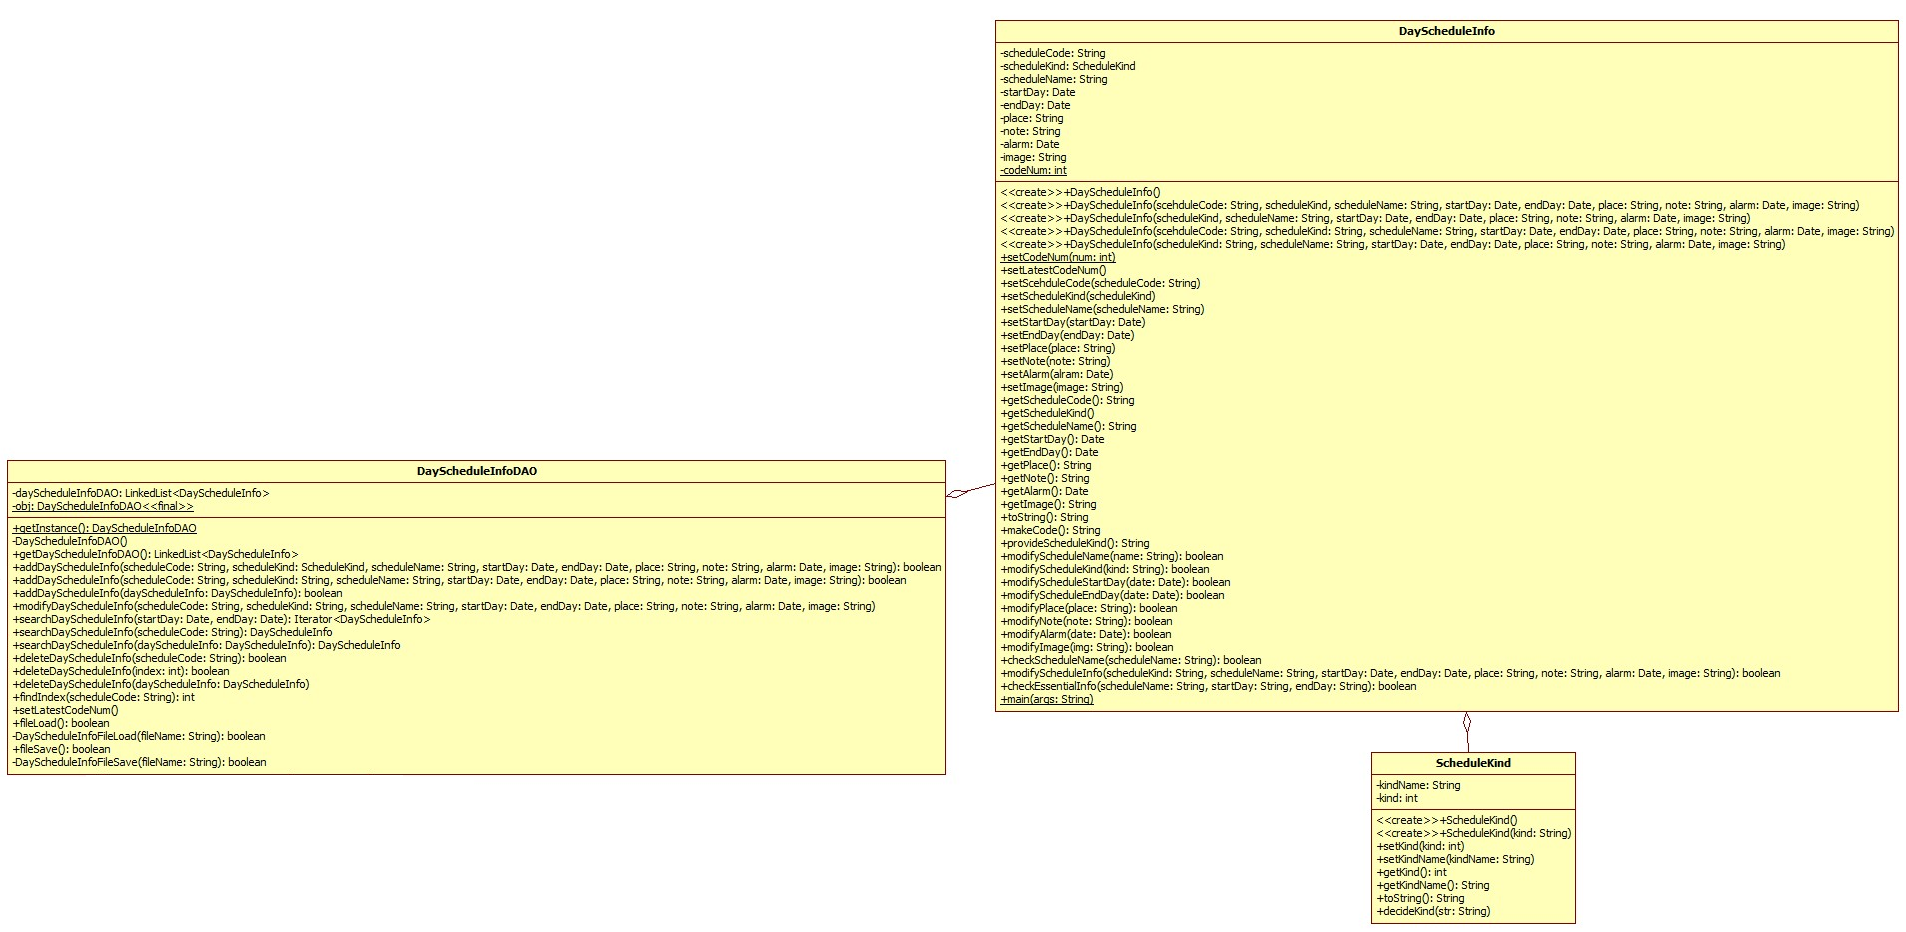 DayScheduleInfo
-scheduleCode: String
-scheduleKind: ScheduleKind
-scheduleName: String
-startDay: Date
-endDay: Date
-place: String
-note: String
-alarm: Date
-image: String
-codeNum: int
<<create>>+DayScheduleInfo()
<<create>>+DayScheduleInfo(scehduleCode: String, scheduleKind, scheduleName: String, startDay: Date, endDay: Date, place: String, note: String, alarm: Date, image: String)
<<create>>+DayScheduleInfo(scheduleKind, scheduleName: String, startDay: Date, endDay: Date, place: String, note: String, alarm: Date, image: String)
<<create>>+DayScheduleInfo(scehduleCode: String, scheduleKind: String, scheduleName: String, startDay: Date, endDay: Date, place: String, note: String, alarm: Date, image: String)
<<create>>+DayScheduleInfo(scheduleKind: String, scheduleName: String, startDay: Date, endDay: Date, place: String, note: String, alarm: Date, image: String)
+setCodeNum(num: int)
+setLatestCodeNum()
+setScehduleCode(scheduleCode: String)
+setScheduleKind(scheduleKind)
+setScheduleName(scheduleName: String)
+setStartDay(startDay: Date)
+setEndDay(endDay: Date)
+setPlace(place: String)
+setNote(note: String)
+setAlarm(alram: Date)
+setImage(image: String)
+getScheduleCode(): String
+getScheduleKind()
+getScheduleName(): String
+getStartDay(): Date
+getEndDay(): Date
+getPlace(): String
+getNote(): String
+getAlarm(): Date
+getImage(): String
+toString(): String
+makeCode(): String
+provideScheduleKind(): String
+modifyScheduleName(name: String): boolean
+modifyScheduleKind(kind: String): boolean
+modifyScheduleStartDay(date: Date): boolean
+modifyScheduleEndDay(date: Date): boolean
+modifyPlace(place: String): boolean
+modifyNote(note: String): boolean
+modifyAlarm(date: Date): boolean
+modifyImage(img: String): boolean
+checkScheduleName(scheduleName: String): boolean
+modifyScheduleInfo(scheduleKind: String, scheduleName: String, startDay: Date, endDay: Date, place: String, note: String, alarm: Date, image: String): boolean
+checkEssentialInfo(scheduleName: String, startDay: String, endDay: String): boolean
+main(args: String)
DayScheduleInfoDAO
-dayScheduleInfoDAO: LinkedList<DayScheduleInfo>
-obj: DayScheduleInfoDAO<<final>>
+getInstance(): DayScheduleInfoDAO
-DayScheduleInfoDAO()
+getDayScheduleInfoDAO(): LinkedList<DayScheduleInfo>
+addDayScheduleInfo(scheduleCode: String, scheduleKind: ScheduleKind, scheduleName: String, startDay: Date, endDay: Date, place: String, note: String, alarm: Date, image: String): boolean
+addDayScheduleInfo(scheduleCode: String, scheduleKind: String, scheduleName: String, startDay: Date, endDay: Date, place: String, note: String, alarm: Date, image: String): boolean
+addDayScheduleInfo(dayScheduleInfo: DayScheduleInfo): boolean
+modifyDayScheduleInfo(scheduleCode: String, scheduleKind: String, scheduleName: String, startDay: Date, endDay: Date, place: String, note: String, alarm: Date, image: String)
+searchDayScheduleInfo(startDay: Date, endDay: Date): Iterator<DayScheduleInfo>
+searchDayScheduleInfo(scheduleCode: String): DayScheduleInfo
+searchDayScheduleInfo(dayScheduleInfo: DayScheduleInfo): DayScheduleInfo
+deleteDayScheduleInfo(scheduleCode: String): boolean
+deleteDayScheduleInfo(index: int): boolean
+deleteDayScheduleInfo(dayScheduleInfo: DayScheduleInfo)
+findIndex(scheduleCode: String): int
+setLatestCodeNum()
+fileLoad(): boolean
-DayScheduleInfoFileLoad(fileName: String): boolean
+fileSave(): boolean
-DayScheduleInfoFileSave(fileName: String): boolean
ScheduleKind
-kindName: String
-kind: int
<<create>>+ScheduleKind()
<<create>>+ScheduleKind(kind: String)
+setKind(kind: int)
+setKindName(kindName: String)
+getKind(): int
+getKindName(): String
+toString(): String
+decideKind(str: String)